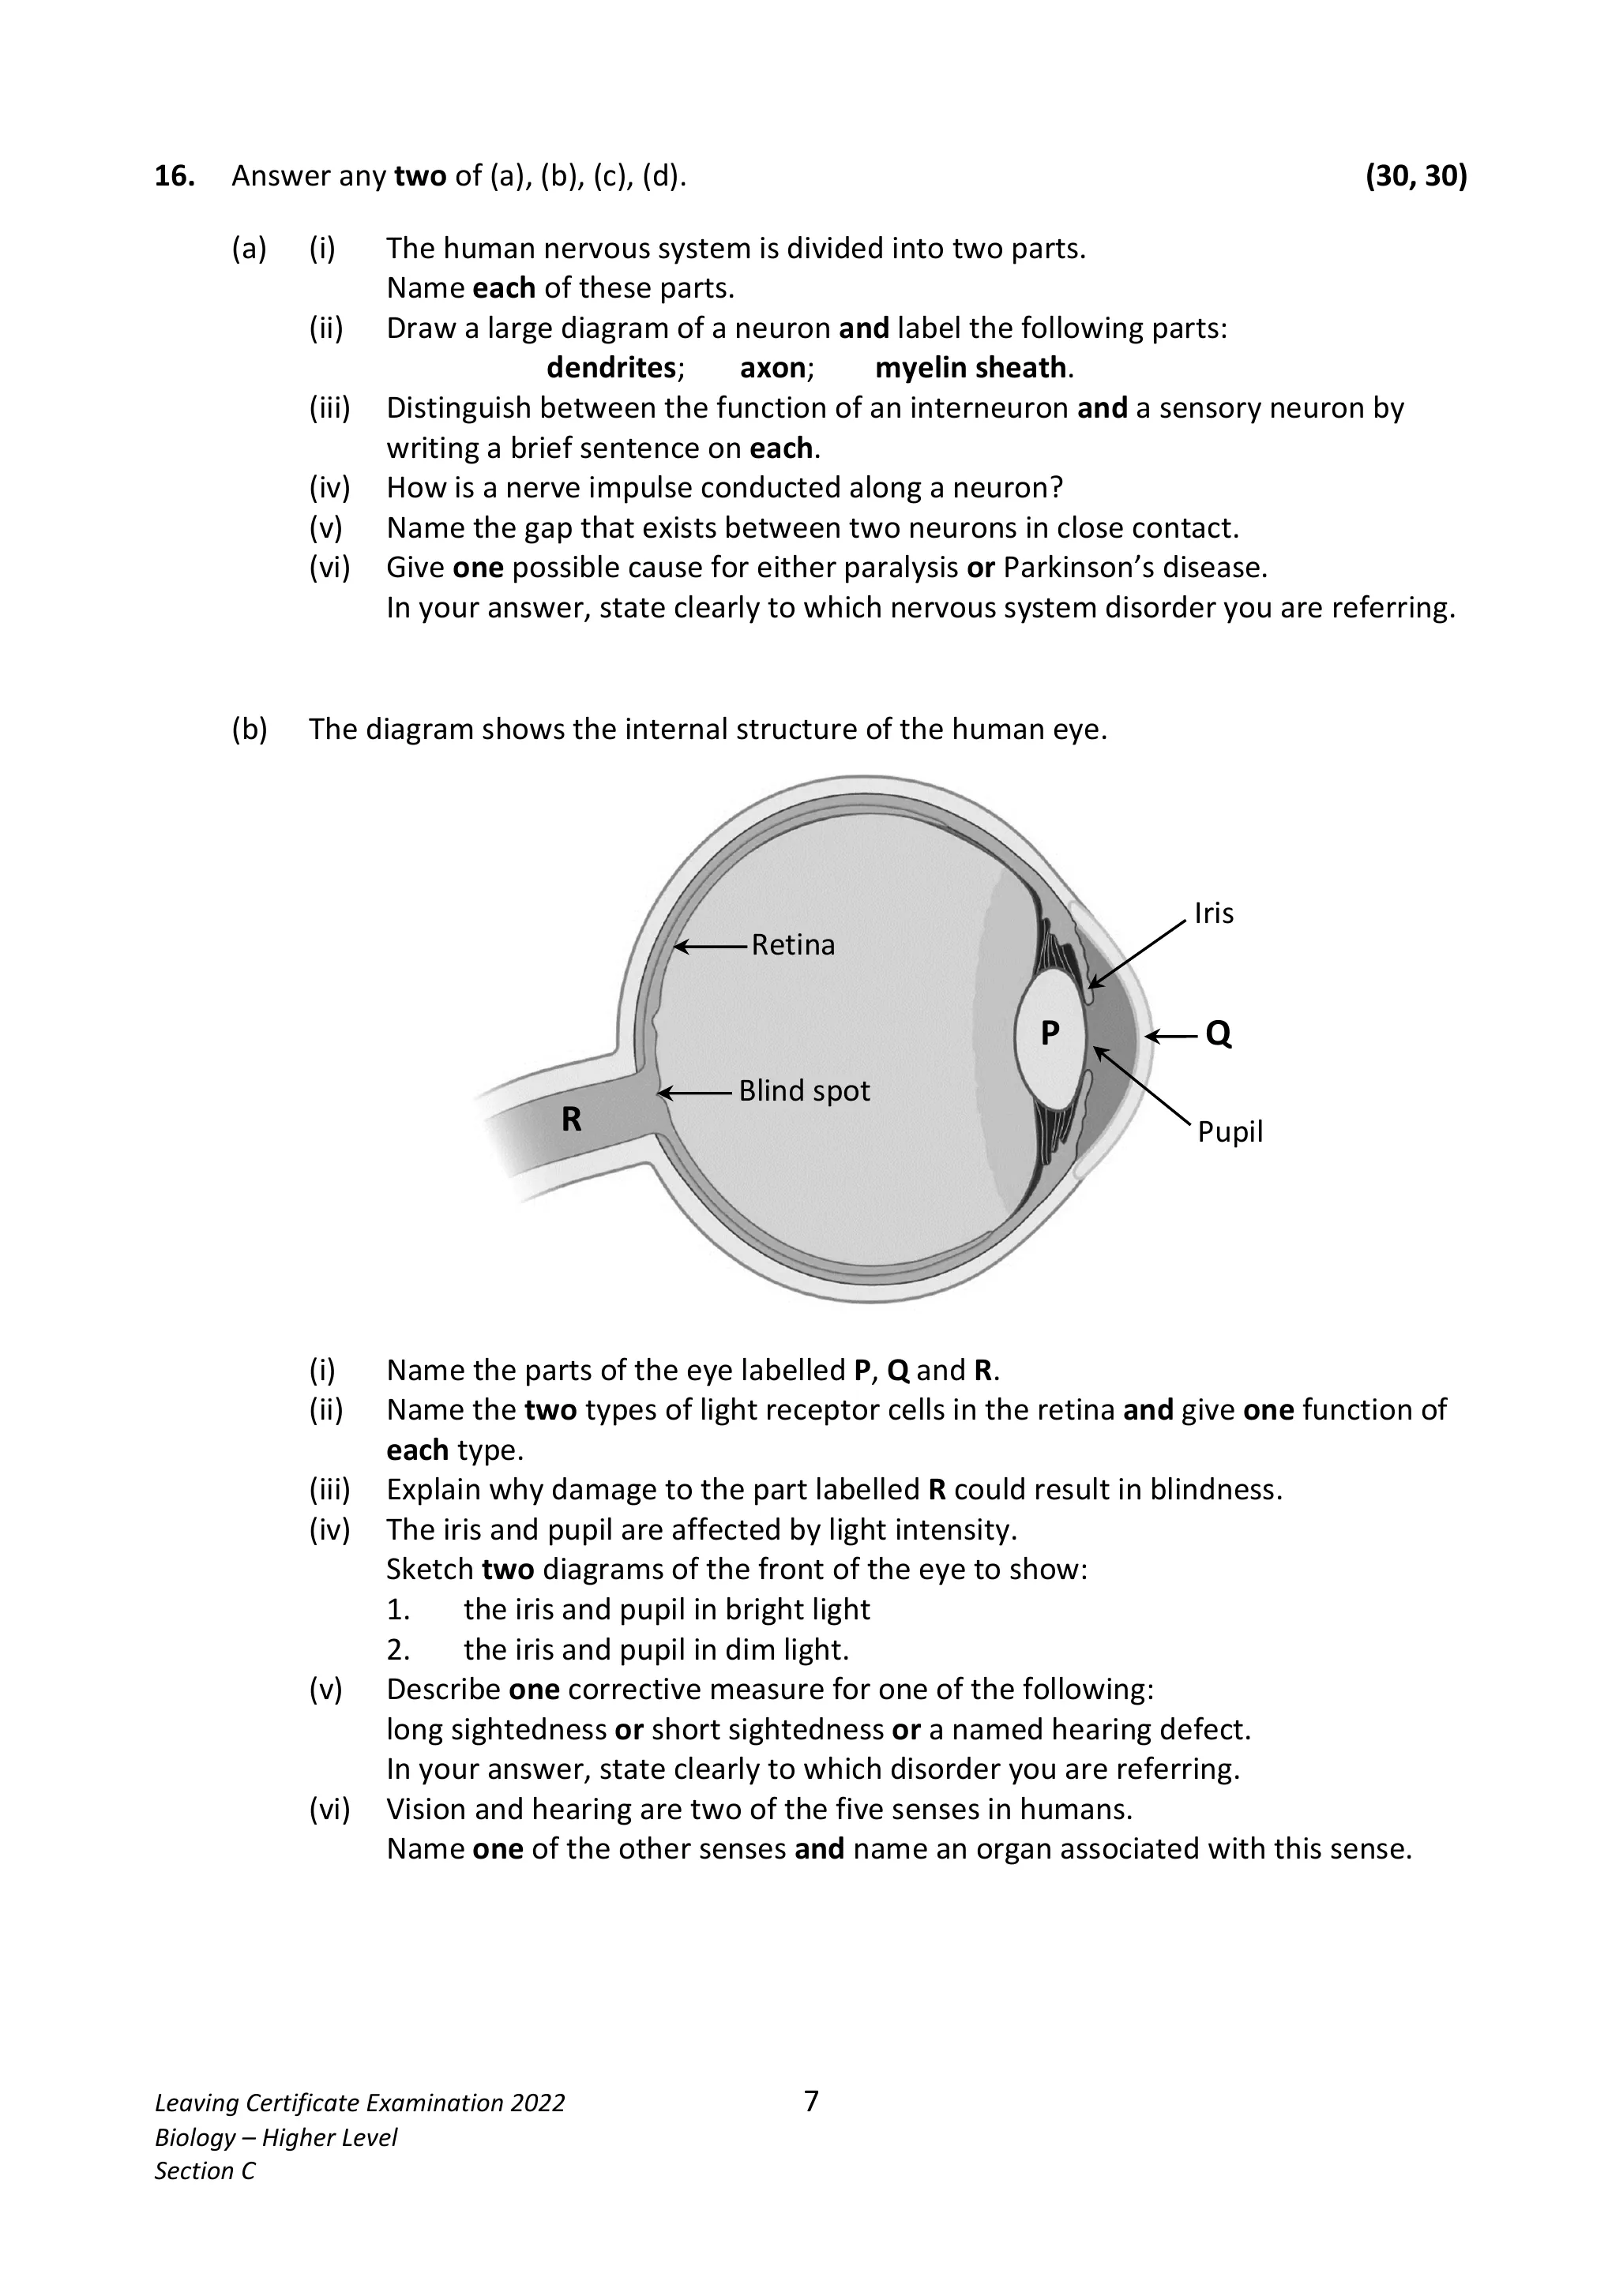 16. Answer any two of (a), (b), (c), (d). (30, 30)
(a) (i) The human nervous system is divided into two parts.
Name each of these parts.
(ii) Draw a large diagram of a neuron and label the following parts:
dendrites; axon; myelin sheath.
(iii) Distinguish between the function of an interneuron and a sensory neuron by
writing a brief sentence on each.
(iv) How is a nerve impulse conducted along a neuron?
(v) Name the gap that exists between two neurons in close contact.
(vi) Give one possible cause for either paralysis or Parkinson’s disease.
In your answer, state clearly to which nervous system disorder you are referring.
(b) The diagram shows the internal structure of the human eye.
Iris
Retina
P
Q
Blind spot
R
Pupil
(i) Name the parts of the eye labelled P, Q and R.
(ii) Name the two types of light receptor cells in the retina and give one function of
each type.
(iii) Explain why damage to the part labelled R could result in blindness.
(iv) The iris and pupil are affected by light intensity.
Sketch two diagrams of the front of the eye to show:
1. the iris and pupil in bright light
2. the iris and pupil in dim light.
(v) Describe one corrective measure for one of the following:
long sightedness or short sightedness or a named hearing defect.
In your answer, state clearly to which disorder you are referring.
(vi) Vision and hearing are two of the five senses in humans.
Name one of the other senses and name an organ associated with this sense.
Leaving Certificate Examination 2022 7
Biology – Higher Level
Section C